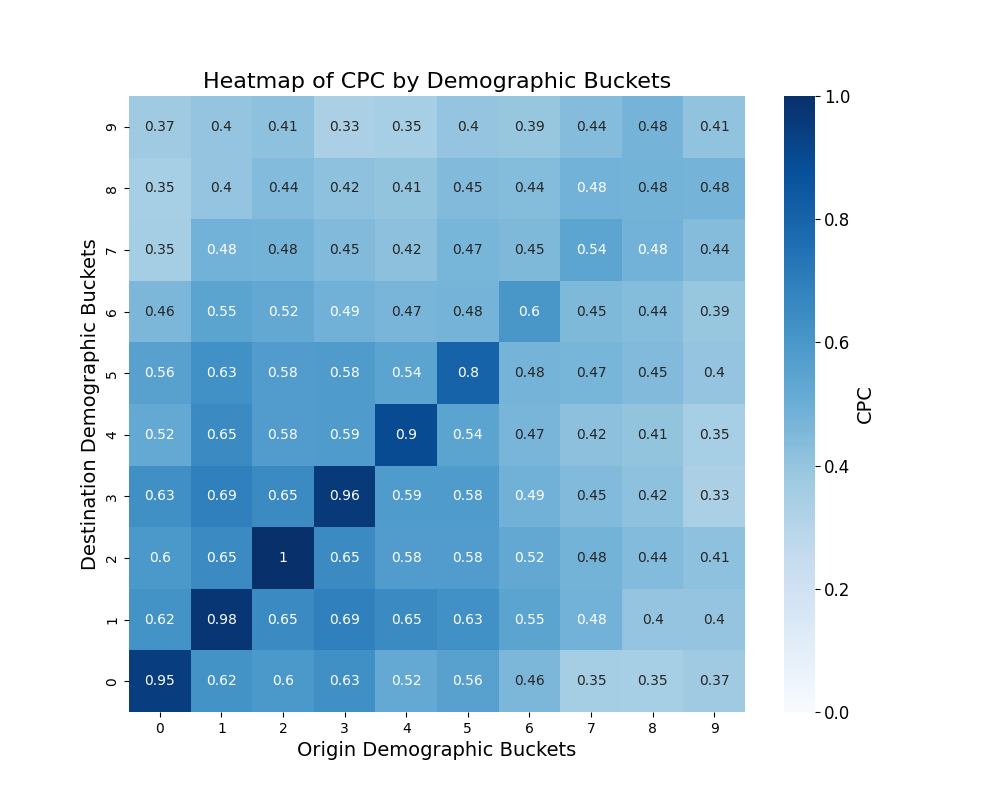 Heatmap of CPC by Demographic Buckets
9 0.37 0.4 0.41 0.33 0.35 0.4 0.39 0.44 0.48 0.41
8 0.35 0.4 0.44 0.42 0.41 0.45 0.44 0.48 0.48 0.48
7 0.35 0.48 0.48 0.45 0.42 0.47 0.45 0.54 0.48 0.44
6 0.46 0.55 0.52 0.49 0.47 0.48 0.6 0.45 0.44 0.39
5 0.56 0.63 0.58 0.58 0.54 0.8 0.48 0.47 0.45 0.4
4 0.52 0.65 0.58 0.59 0.9 0.54 0.47 0.42 0.41 0.35
3 0.63 0.69 0.65 0.96 0.59 0.58 0.49 0.45 0.42 0.33
2 0.6 0.65 1 0.65 0.58 0.58 0.52 0.48 0.44 0.41
1 0.62 0.98 0.65 0.69 0.65 0.63 0.55 0.48 0.4 0.4
0 0.95 0.62 0.6 0.63 0.52 0.56 0.46 0.35 0.35 0.37
0 1 2 3 4 5 6 7 8 9
Origin Demographic Buckets
Destination Demographic Buckets
1.0
0.8
0.6
0.4
0.2
0.0
CPC